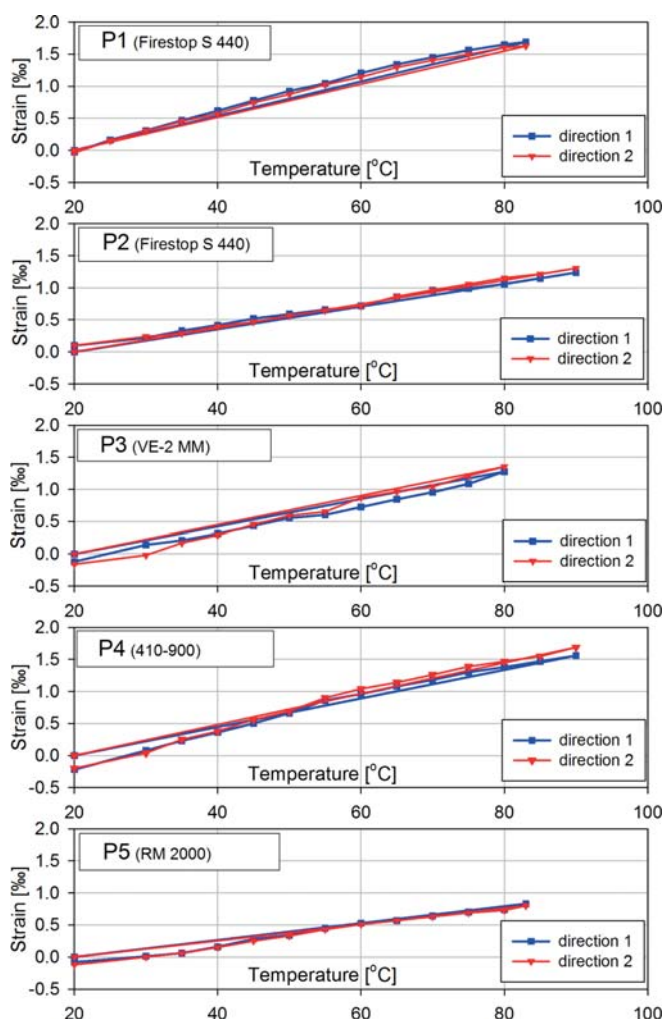 2.0
P1 (Firestop S 440)
1.5
1.0
0.5
0.0
-0.5
Strain [‰]
Temperature [°C]
direction 1
direction 2
20 40 60 80 100
2.0
P2 (Firestop S 440)
1.5
1.0
0.5
0.0
-0.5
Strain [‰]
Temperature [°C]
direction 1
direction 2
20 40 60 80 100
2.0
P3 (VE-2 MM)
1.5
1.0
0.5
0.0
-0.5
Strain [‰]
Temperature [°C]
direction 1
direction 2
20 40 60 80 100
2.0
P4 (410-900)
1.5
1.0
0.5
0.0
-0.5
Strain [‰]
Temperature [°C]
direction 1
direction 2
20 40 60 80 100
2.0
P5 (RM 2000)
1.5
1.0
0.5
0.0
-0.5
Strain [‰]
Temperature [°C]
direction 1
direction 2
20 40 60 80 100